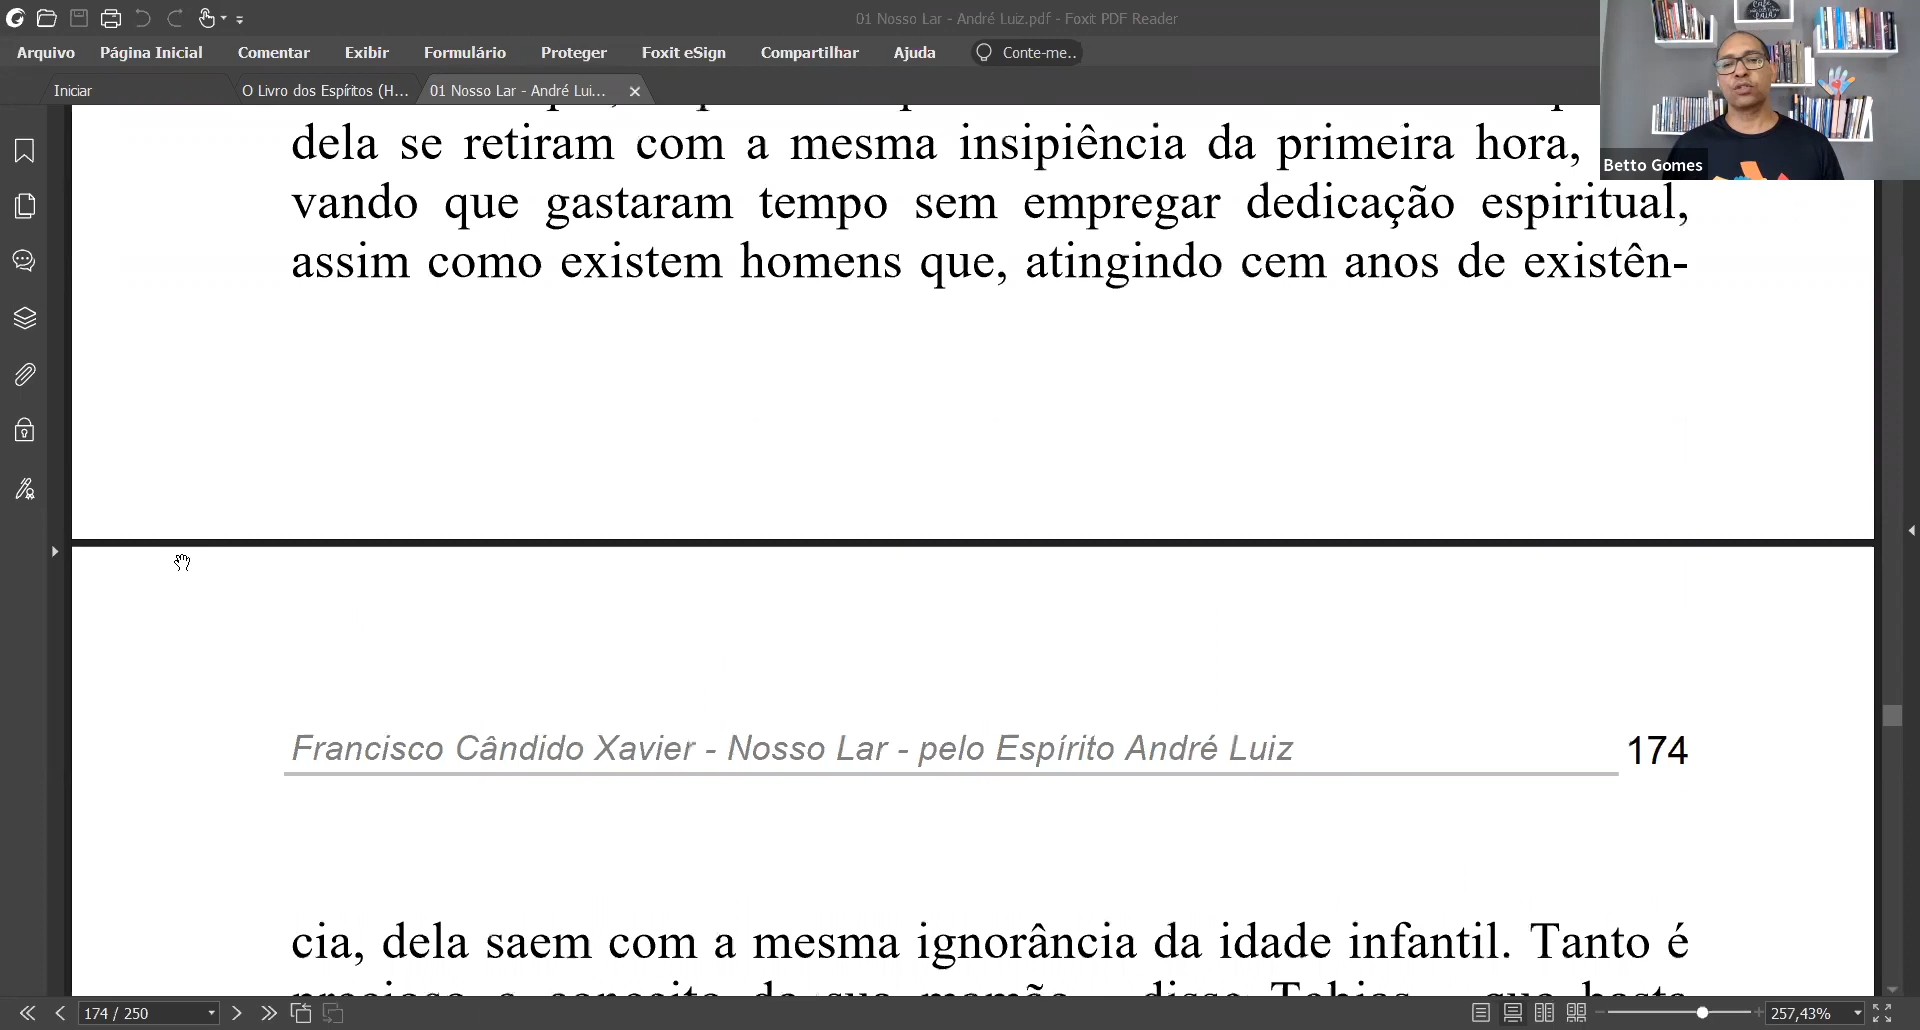 01 Nosso Lar - André Luiz.pdf - Foxit PDF Reader
Arquivo Página Inicial Comentar Exibir Formulário Proteger Foxit eSign Compartilhar Ajuda Conte-me..
Iniciar O Livro dos Espíritos (H... 01 Nosso Lar - André Lui...
dela se retiram com a mesma insipiência da primeira hora,
Betto Gomes
vando que gastaram tempo sem empregar dedicação espiritual,
assim como existem homens que, atingindo cem anos de existên-
Francisco Cândido Xavier - Nosso Lar - pelo Espírito André Luiz 174
cia, dela saem com a mesma ignorância da idade infantil. Tanto é
174 / 250 257,43%